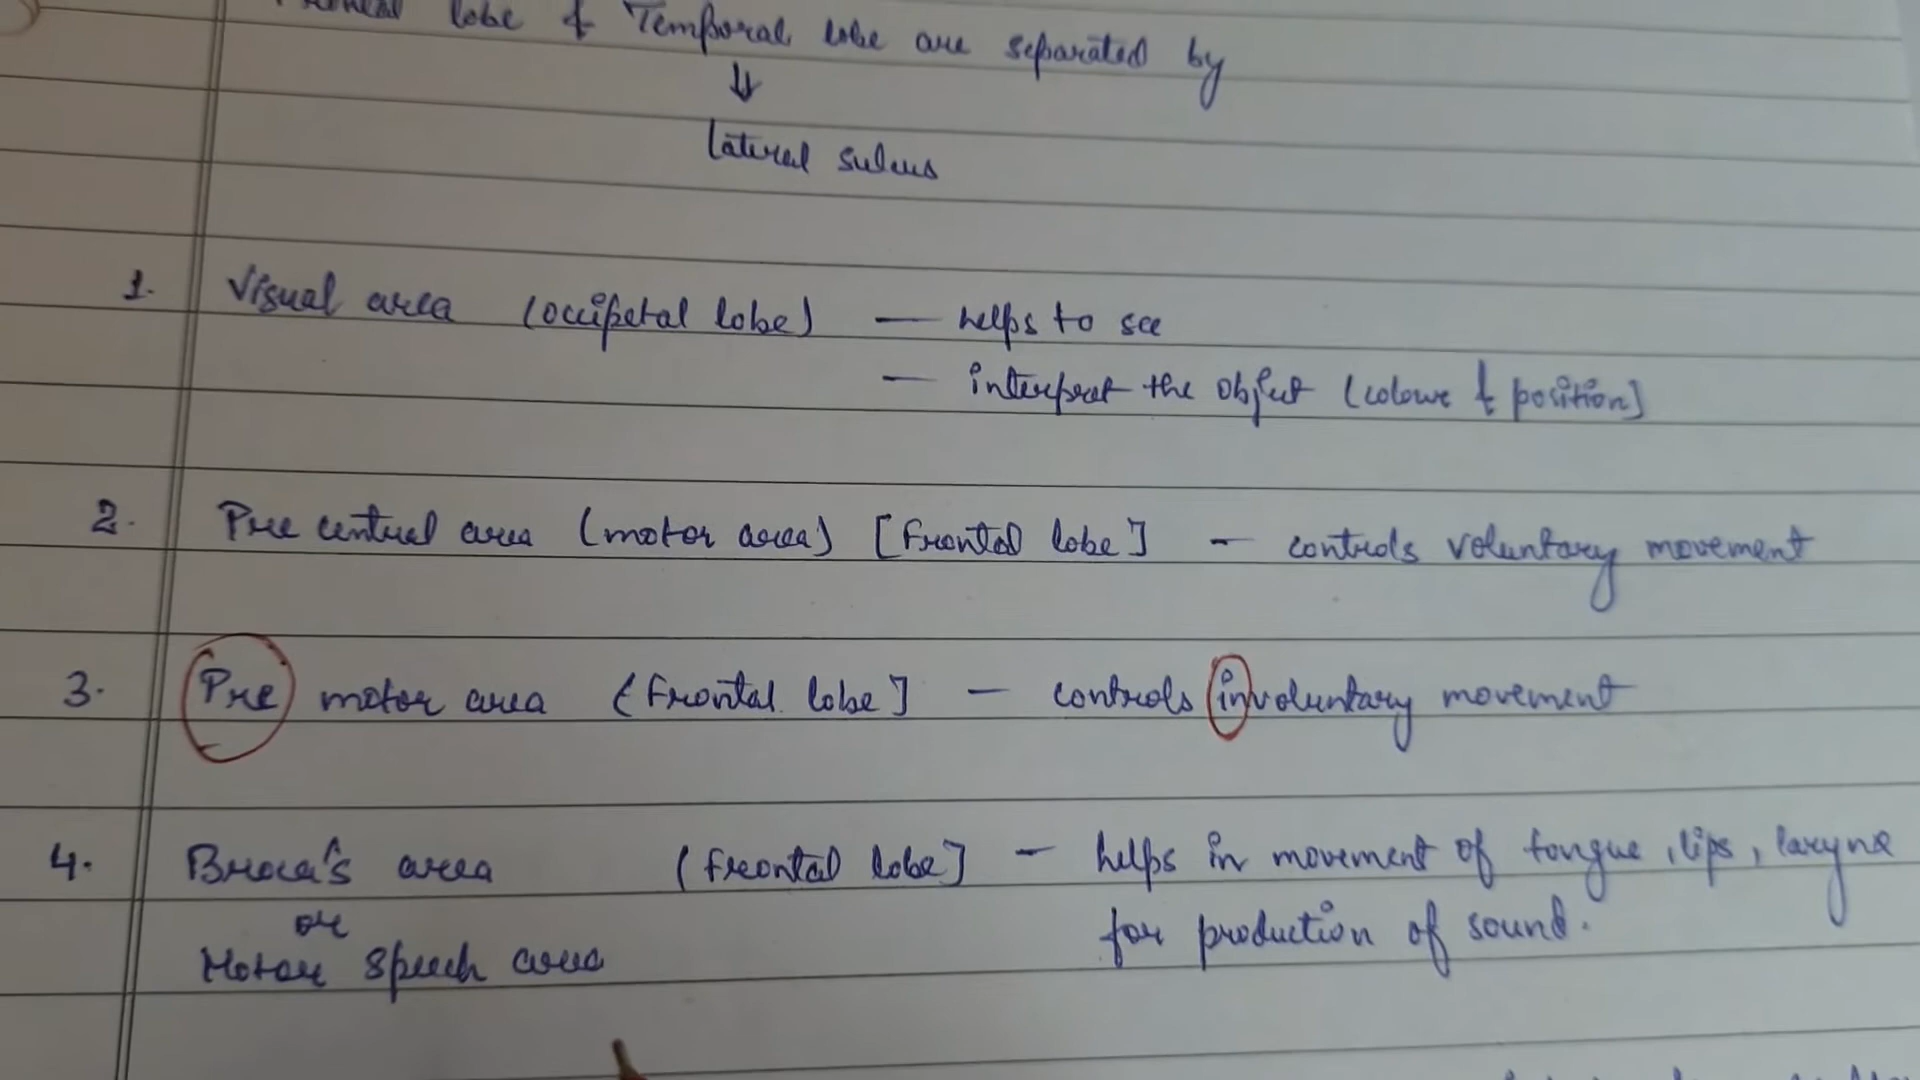 lobe & Temporal lobe are separated by
⇓
lateral sulcus
1. Visual area (occipetal lobe) — helps to see
— interpret the object (colour & position)
2. Pre central area (motor area) [frontal lobe] – controls voluntary movement
3. Pre motor area (frontal lobe] – controls involuntary movement
4. Broca's area (frontal lobe] – helps in movement of tongue, lips, larynx
or for production of sound.
Motor speech area